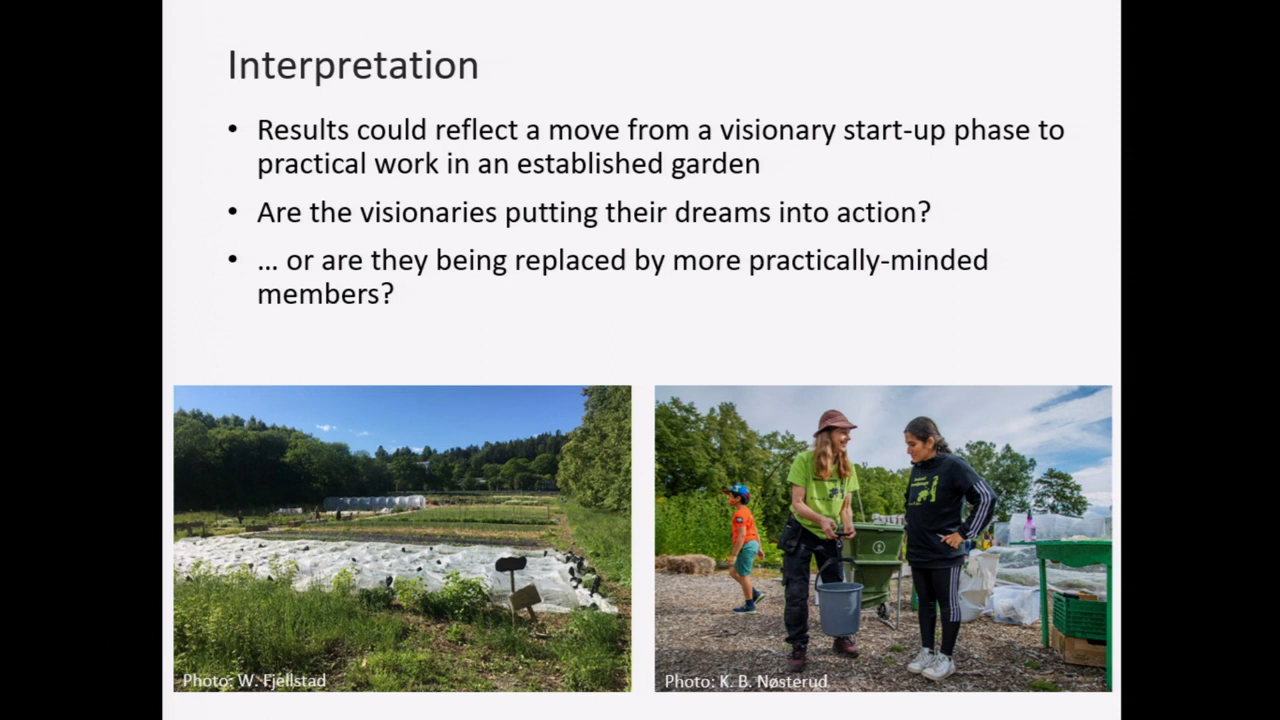 Interpretation
• Results could reflect a move from a visionary start-up phase to
practical work in an established garden
• Are the visionaries putting their dreams into action?
• ... or are they being replaced by more practically-minded
members?
Photo: W. Fjellstad
Photo: K. B. Nøsterud